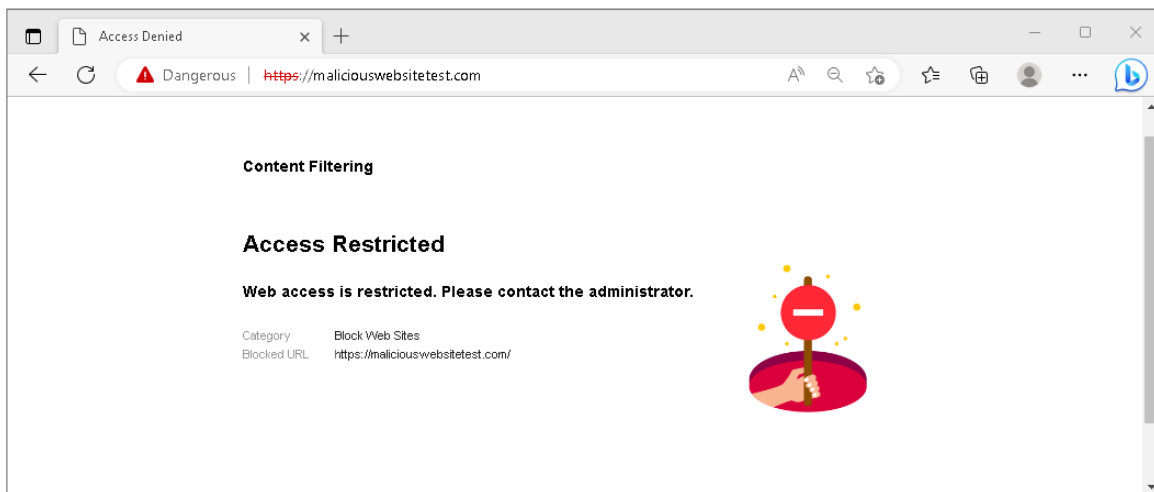 Access Denied
Dangerous https://maliciouswebsitetest.com
Content Filtering
Access Restricted
Web access is restricted. Please contact the administrator.
Category Block Web Sites
Blocked URL https://maliciouswebsitetest.com/